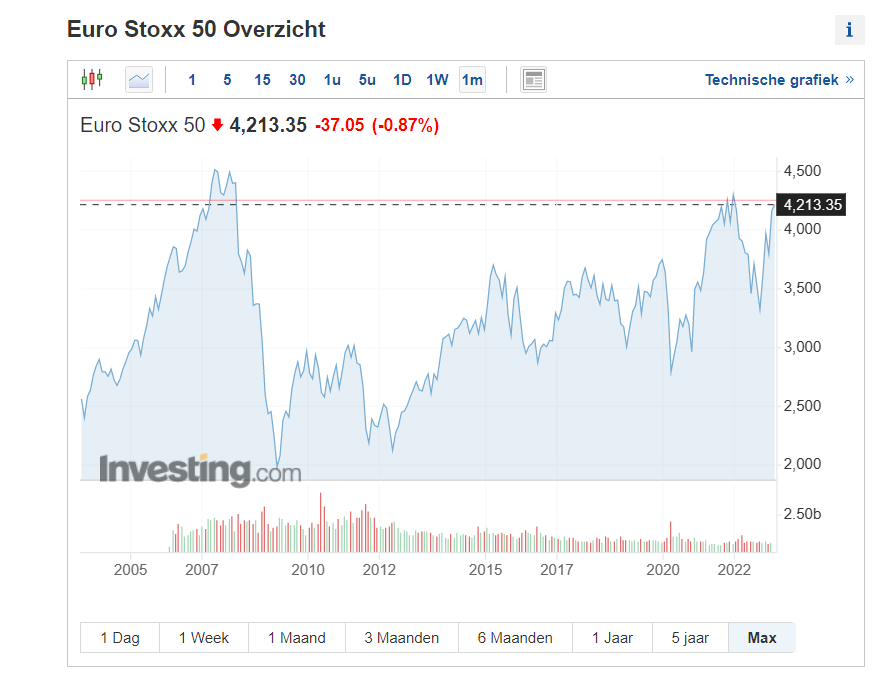 Euro Stoxx 50 Overzicht
i
1 5 15 30 1u 5u 1D 1W 1m Technische grafiek »
Euro Stoxx 50 4,213.35 -37.05 (-0.87%)
4,500
4,213.35
4,000
3,500
3,000
2,500
2,000
Investing.com
2.50b
2005 2007 2010 2012 2015 2017 2020 2022
1 Dag 1 Week 1 Maand 3 Maanden 6 Maanden 1 Jaar 5 jaar Max